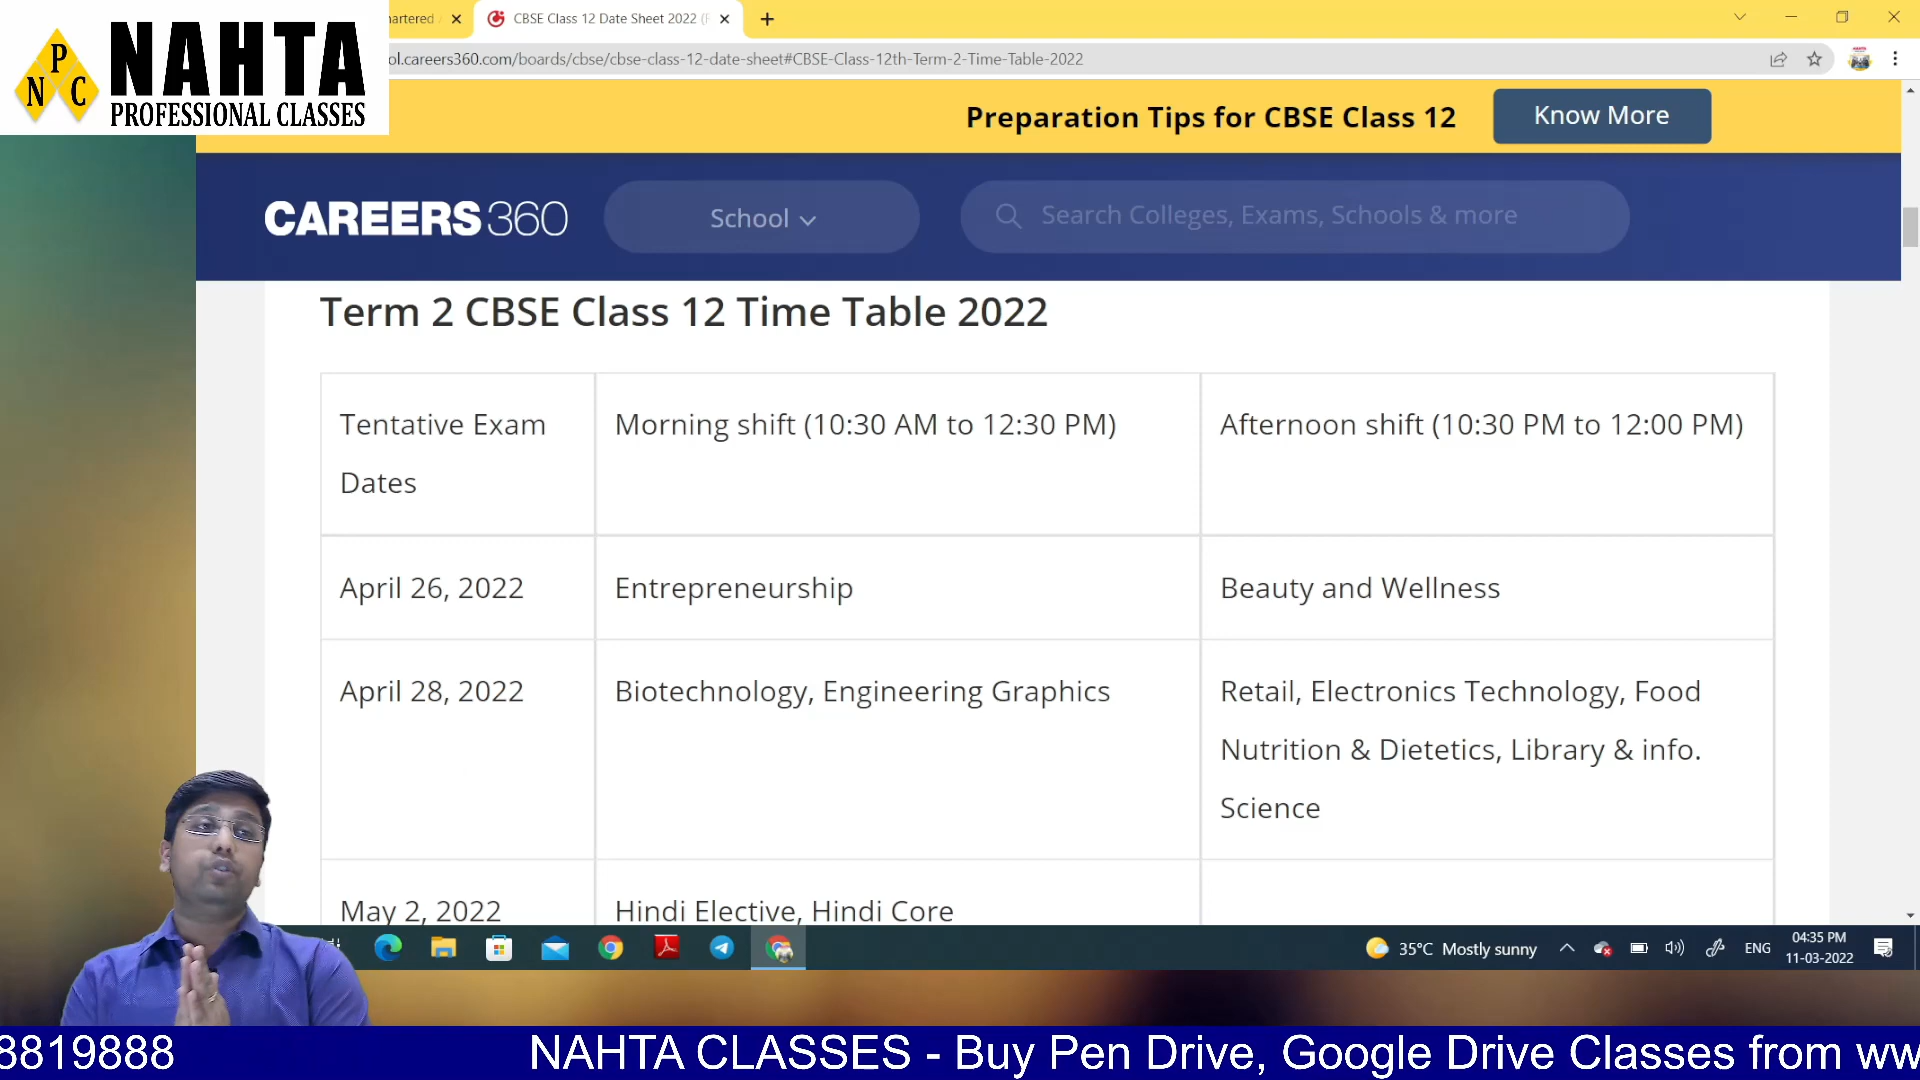 hartered
CBSE Class 12 Date Sheet 2022
ol.careers360.com/boards/cbse/cbse-class-12-date-sheet#CBSE-Class-12th-Term-2-Time-Table-2022
N P C
NAHTA
PROFESSIONAL CLASSES
Preparation Tips for CBSE Class 12
Know More
CAREERS360
School
Search Colleges, Exams, Schools & more
Term 2 CBSE Class 12 Time Table 2022
Tentative Exam
Dates
Morning shift (10:30 AM to 12:30 PM)
Afternoon shift (10:30 PM to 12:00 PM)
April 26, 2022
Entrepreneurship
Beauty and Wellness
April 28, 2022
Biotechnology, Engineering Graphics
Retail, Electronics Technology, Food
Nutrition & Dietetics, Library & info.
Science
May 2, 2022
Hindi Elective, Hindi Core
35°C Mostly sunny
ENG
04:35 PM
11-03-2022
8819888
NAHTA CLASSES - Buy Pen Drive, Google Drive Classes from ww